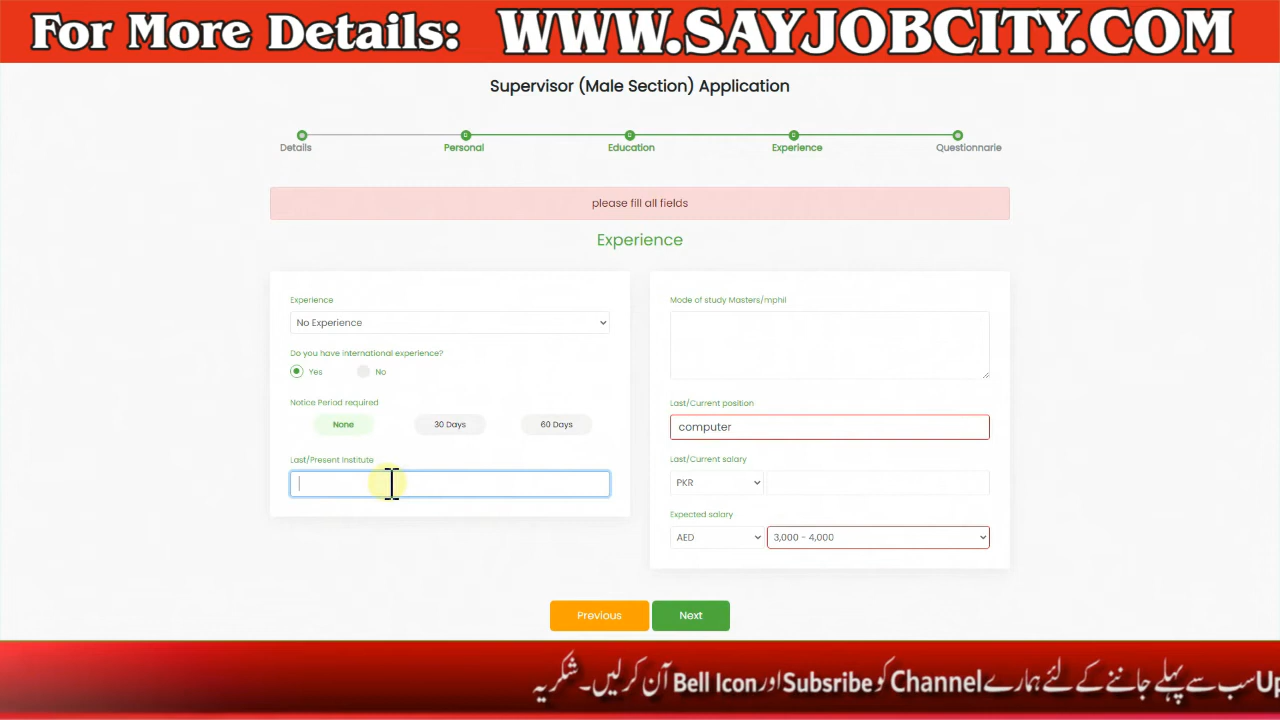 For More Details: WWW.SAYJOBCITY.COM
Supervisor (Male Section) Application
Details Personal Education Experience Questionnarie
please fill all fields
Experience
Experience
No Experience
Do you have international experience?
Yes No
Notice Period required
None 30 Days 60 Days
Last/Present Institute
Mode of study Masters/mphil
Last/Current position
computer
Last/Current salary
PKR
Expected salary
AED 3,000 - 4,000
Previous Next
Up سب سے پہلے جاننے کے لئے ہمارے Channel کو Subsribe اور Bell Icon آن کرلیں۔ شکریہ